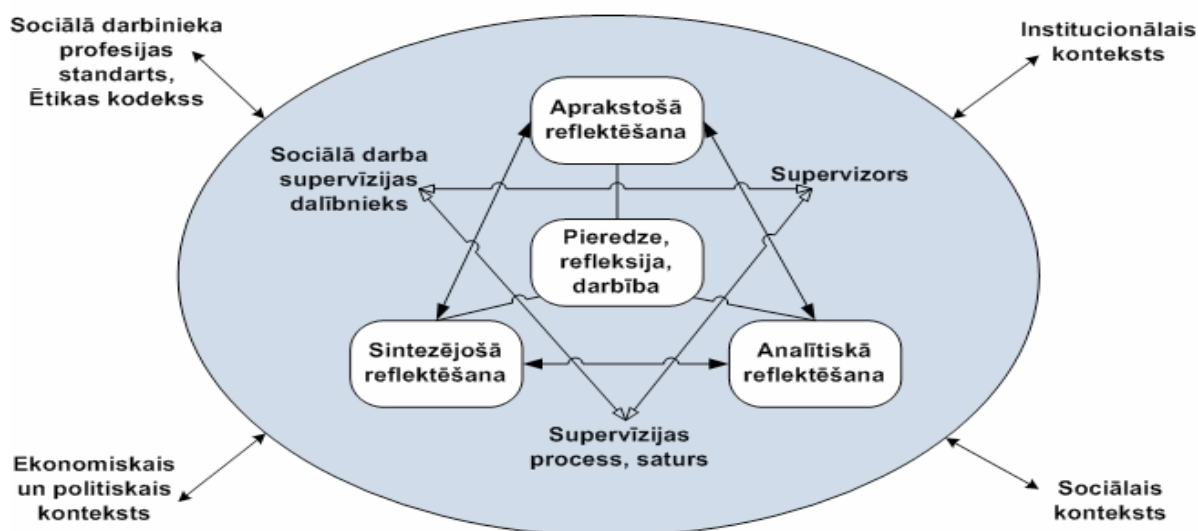 Sociālā darbinieka
profesijas
standarts,
Ētikas kodekss
Institucionālais
konteksts
Aprakstošā
reflektēšana
Sociālā darba
supervīzijas
dalībnieks
Supervizors
Pieredze,
refleksija,
darbība
Sintezējošā
reflektēšana
Analītiskā
reflektēšana
Supervīzijas
process, saturs
Ekonomiskais
un politiskais
konteksts
Sociālais
konteksts